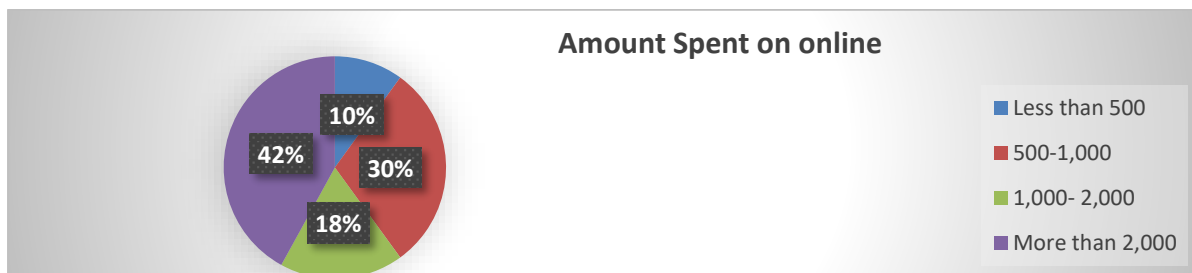 Amount Spent on online
10%
30%
18%
42%
Less than 500
500-1,000
1,000- 2,000
More than 2,000